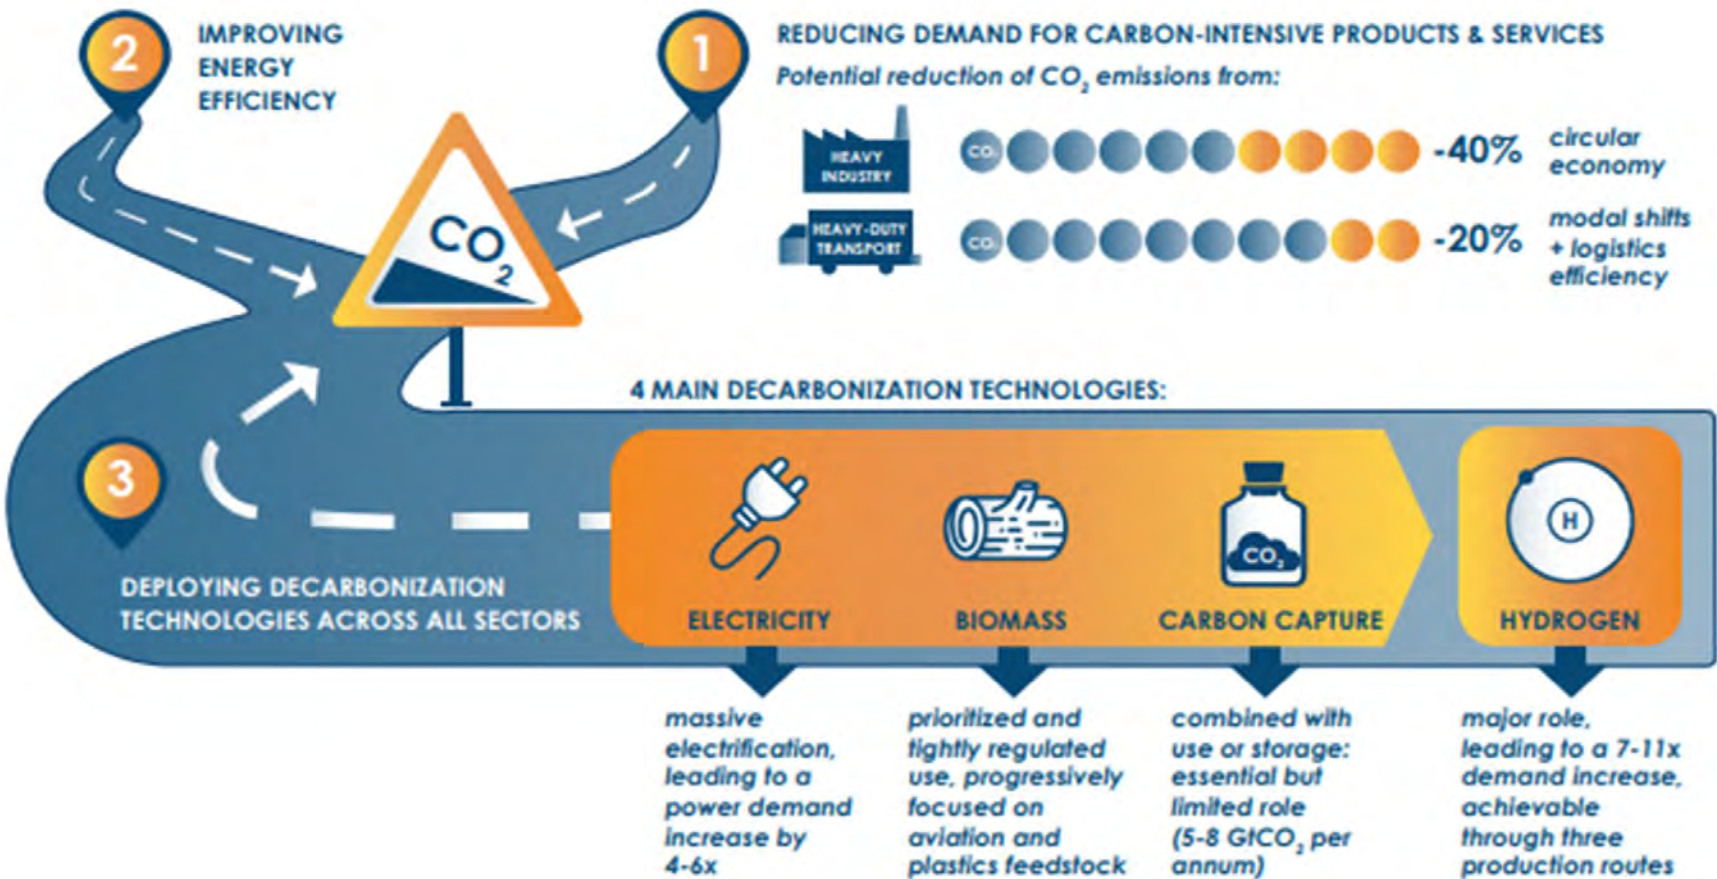 2
IMPROVING
ENERGY
EFFICIENCY
1
REDUCING DEMAND FOR CARBON-INTENSIVE PRODUCTS & SERVICES
Potential reduction of CO₂ emissions from:
HEAVY
INDUSTRY
CO₂
-40%
circular
economy
HEAVY-DUTY
TRANSPORT
CO₂
-20%
modal shifts
+ logistics
efficiency
CO₂
4 MAIN DECARBONIZATION TECHNOLOGIES:
3
DEPLOYING DECARBONIZATION
TECHNOLOGIES ACROSS ALL SECTORS
ELECTRICITY
BIOMASS
CO₂
CARBON CAPTURE
H
HYDROGEN
massive
electrification,
leading to a
power demand
increase by
4-6x
prioritized and
tightly regulated
use, progressively
focused on
aviation and
plastics feedstock
combined with
use or storage:
essential but
limited role
(5-8 GtCO₂ per
annum)
major role,
leading to a 7-11x
demand increase,
achievable
through three
production routes